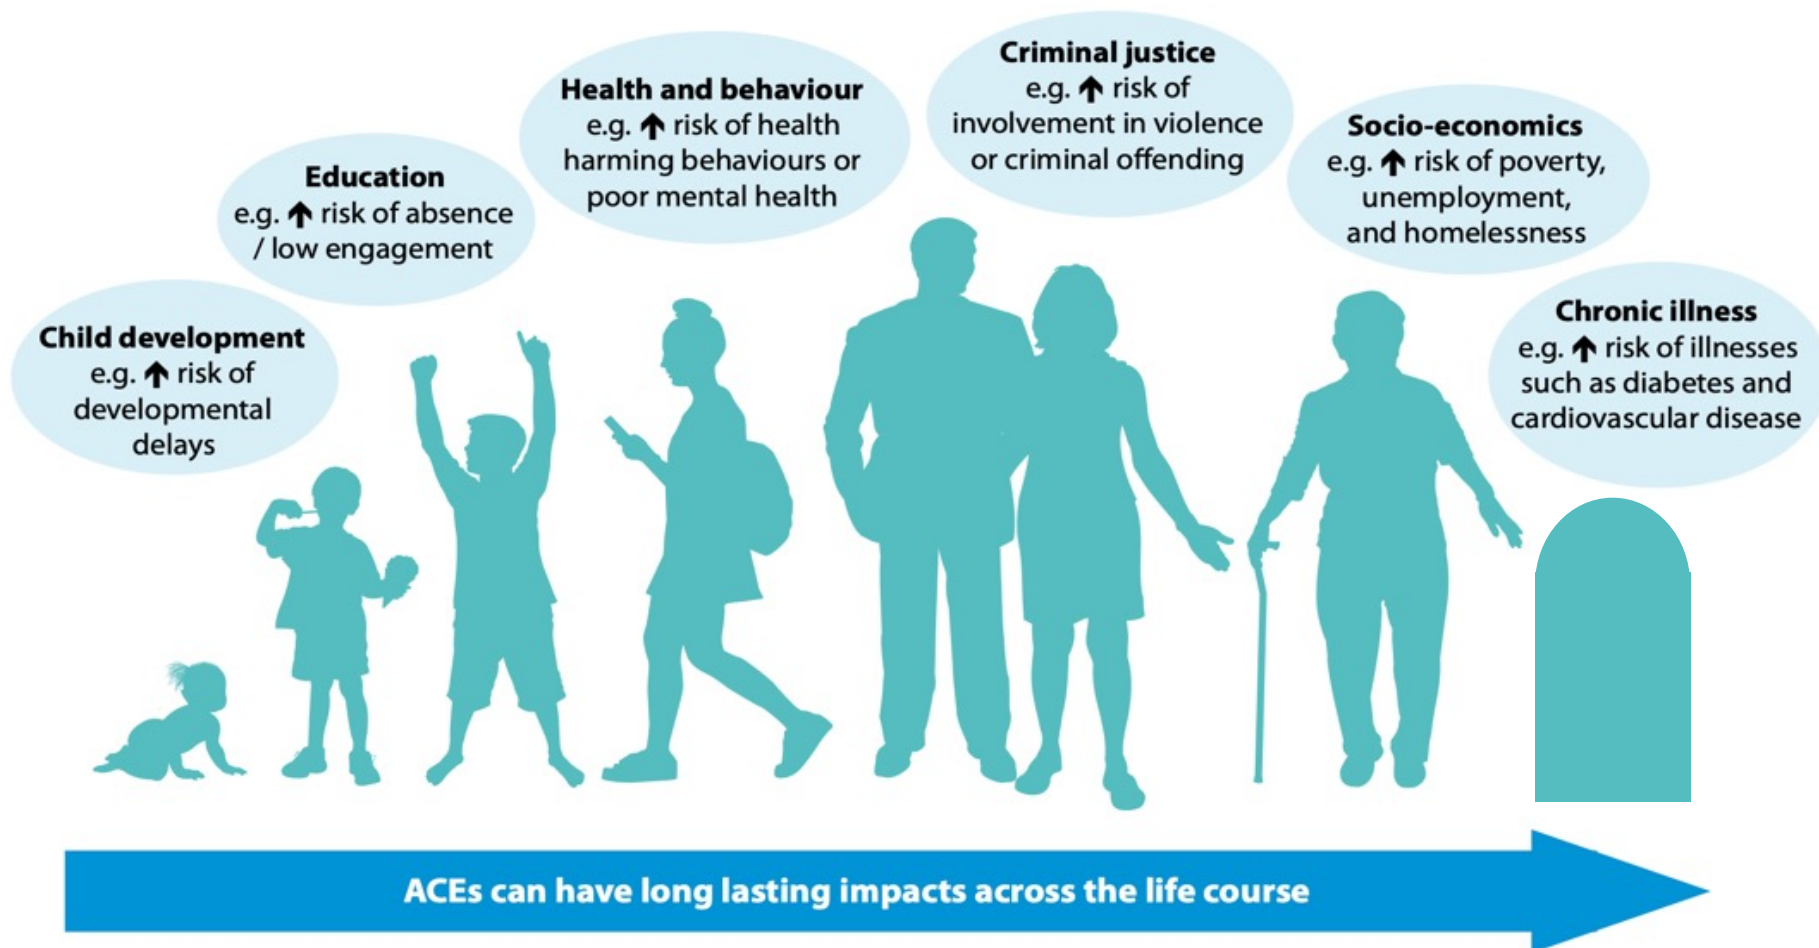 Child development
e.g. ↑ risk of
developmental
delays
Education
e.g. ↑ risk of absence
/ low engagement
Health and behaviour
e.g. ↑ risk of health
harming behaviours or
poor mental health
Criminal justice
e.g. ↑ risk of
involvement in violence
or criminal offending
Socio-economics
e.g. ↑ risk of poverty,
unemployment,
and homelessness
Chronic illness
e.g. ↑ risk of illnesses
such as diabetes and
cardiovascular disease
ACEs can have long lasting impacts across the life course